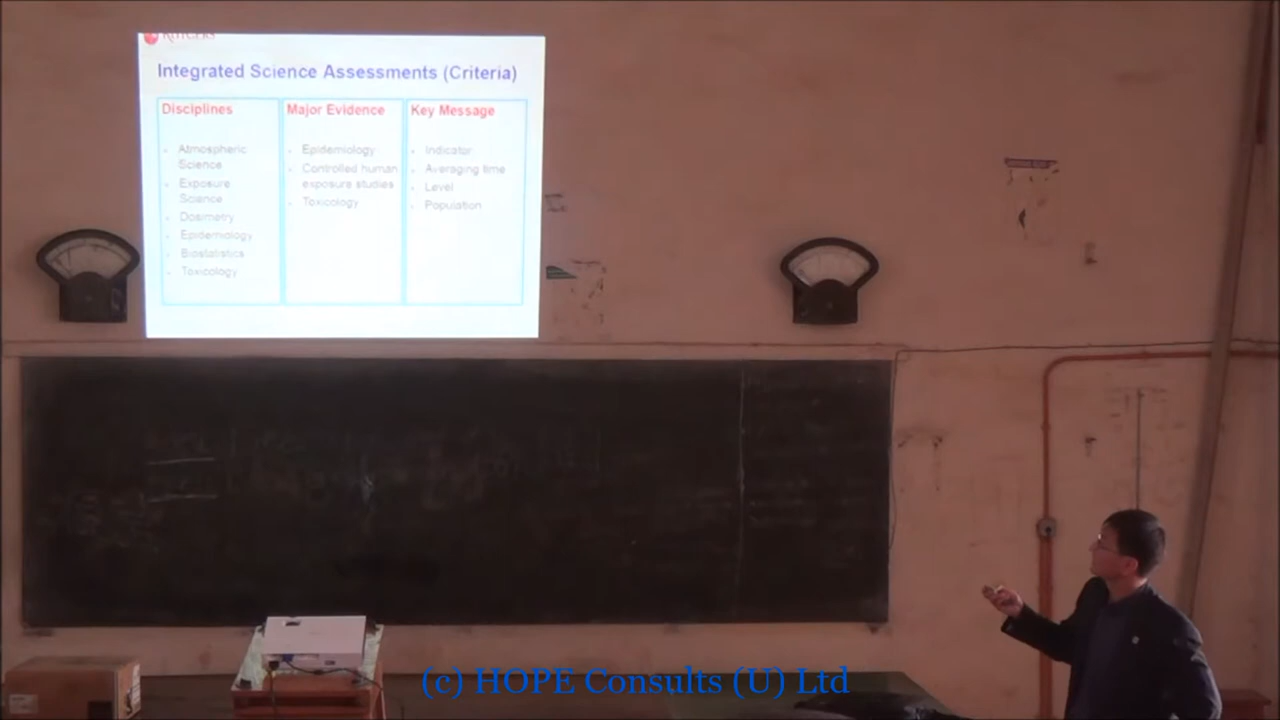 RUTGERS
Integrated Science Assessments (Criteria)
Disciplines
Atmospheric
Science
Exposure
Science
Dosimetry
Epidemiology
Biostatistics
Toxicology
Major Evidence
Epidemiology
Controlled human
exposure studies
Toxicology
Key Message
Indicator
Averaging time
Level
Population
(c) HOPE Consults (U) Ltd